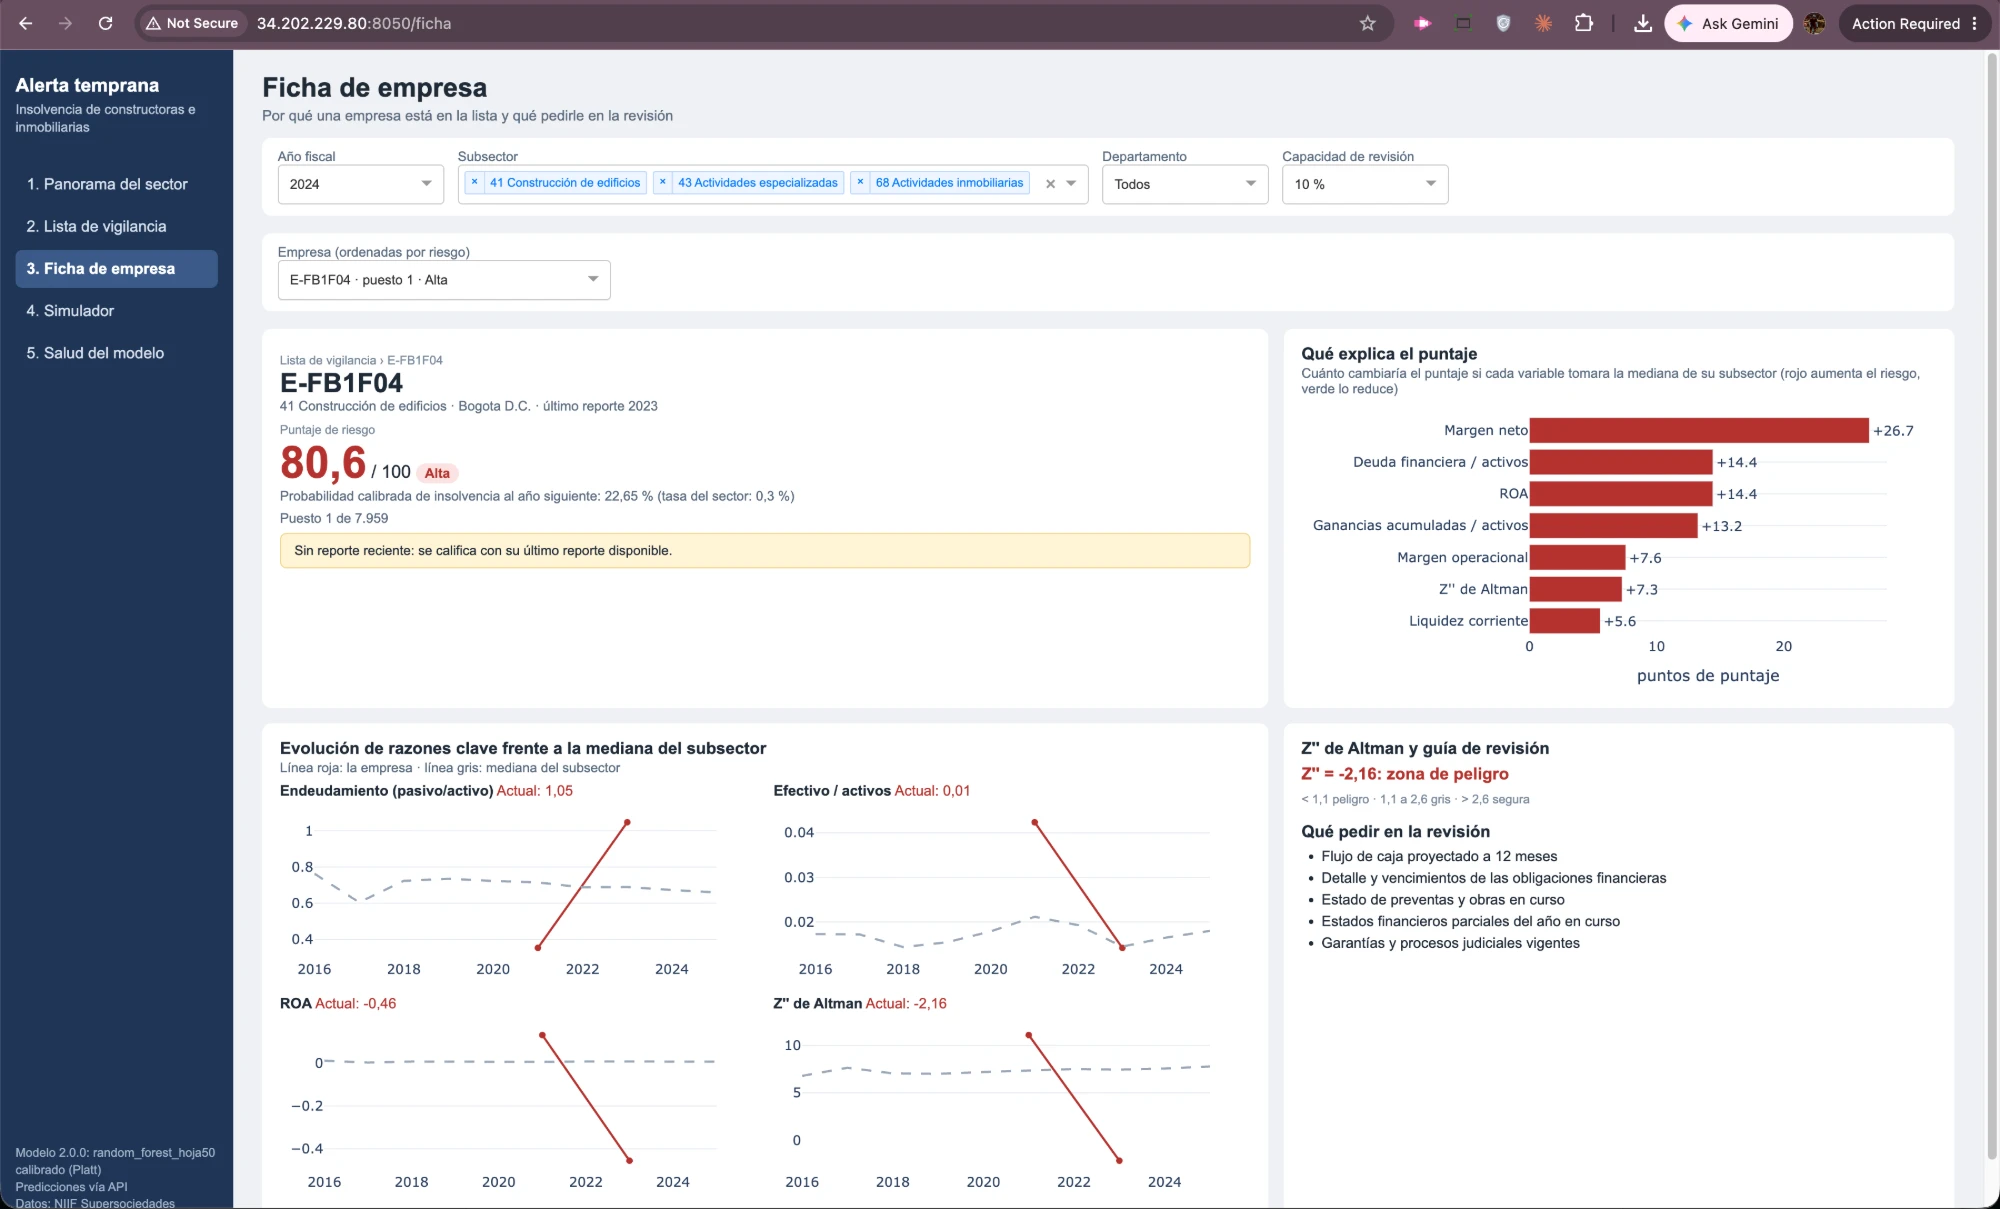 Not Secure
34.202.229.80:8050/ficha
Ask Gemini
Action Required
Alerta temprana
Insolvencia de constructoras e
inmobiliarias
1. Panorama del sector
2. Lista de vigilancia
3. Ficha de empresa
4. Simulador
5. Salud del modelo
Modelo 2.0.0: random_forest_hoja50
calibrado (Platt)
Predicciones vía API
Datos: NIIF Supersociedades
Ficha de empresa
Por qué una empresa está en la lista y qué pedirle en la revisión
Año fiscal
2024
Subsector
× 41 Construcción de edificios
× 43 Actividades especializadas
× 68 Actividades inmobiliarias
×
Departamento
Todos
Capacidad de revisión
10 %
Empresa (ordenadas por riesgo)
E-FB1F04 · puesto 1 · Alta
Lista de vigilancia › E-FB1F04
E-FB1F04
41 Construcción de edificios · Bogota D.C. · último reporte 2023
Puntaje de riesgo
80,6 / 100 Alta
Probabilidad calibrada de insolvencia al año siguiente: 22,65 % (tasa del sector: 0,3 %)
Puesto 1 de 7.959
Sin reporte reciente: se califica con su último reporte disponible.
Qué explica el puntaje
Cuánto cambiaría el puntaje si cada variable tomara la mediana de su subsector (rojo aumenta el riesgo,
verde lo reduce)
Margen neto +26.7
Deuda financiera / activos +14.4
ROA +14.4
Ganancias acumuladas / activos +13.2
Margen operacional +7.6
Z'' de Altman +7.3
Liquidez corriente +5.6
0 10 20
puntos de puntaje
Evolución de razones clave frente a la mediana del subsector
Línea roja: la empresa · línea gris: mediana del subsector
Endeudamiento (pasivo/activo) Actual: 1,05
1
0.8
0.6
0.4
2016 2018 2020 2022 2024
Efectivo / activos Actual: 0,01
0.04
0.03
0.02
2016 2018 2020 2022 2024
ROA Actual: -0,46
0
−0.2
−0.4
2016 2018 2020 2022 2024
Z'' de Altman Actual: -2,16
10
5
0
2016 2018 2020 2022 2024
Z'' de Altman y guía de revisión
Z'' = -2,16: zona de peligro
< 1,1 peligro · 1,1 a 2,6 gris · > 2,6 segura
Qué pedir en la revisión
• Flujo de caja proyectado a 12 meses
• Detalle y vencimientos de las obligaciones financieras
• Estado de preventas y obras en curso
• Estados financieros parciales del año en curso
• Garantías y procesos judiciales vigentes